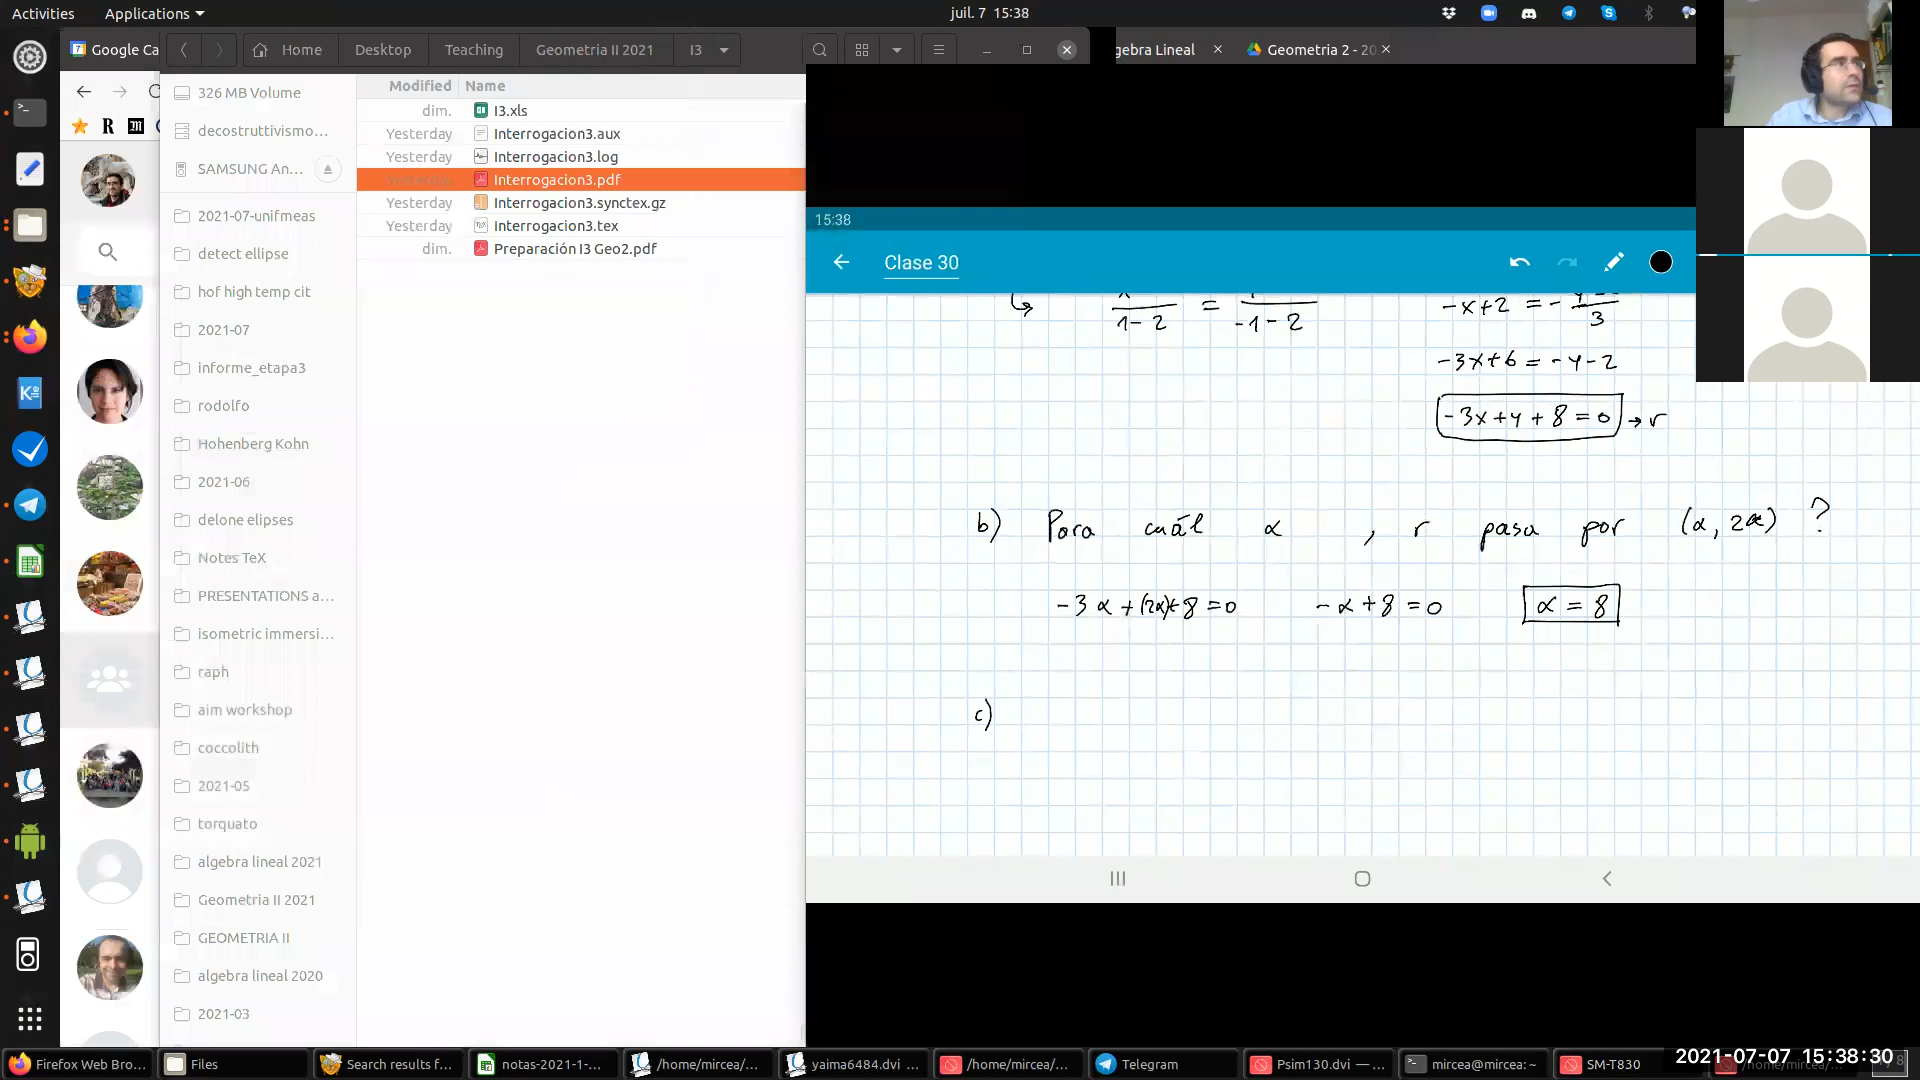 Activities Applications juil. 7 15:38
Google Ca Home Desktop Teaching Geometria II 2021 I3 gebra Lineal Geometria 2 - 20
326 MB Volume
decostruttivismo…
SAMSUNG An…
2021-07-unifmeas
detect ellipse
hof high temp cit
2021-07
informe_etapa3
rodolfo
Hohenberg Kohn
2021-06
delone elipses
Notes TeX
PRESENTATIONS a…
isometric immersi…
raph
aim workshop
coccolith
2021-05
torquato
algebra lineal 2021
Geometria II 2021
GEOMETRIA II
algebra lineal 2020
2021-03
Modified Name
dim. I3.xls
Yesterday Interrogacion3.aux
Yesterday Interrogacion3.log
Yesterday Interrogacion3.pdf
Yesterday Interrogacion3.synctex.gz
Yesterday Interrogacion3.tex
dim. Preparación I3 Geo2.pdf
15:38
Clase 30
1-2 = -1-2
-x+2 = - 3
-3x+6 = -y-2
-3x+y+8=0 → r
b) Para cuál α , r pasa por (α, 2α) ?
-3α+(2α)+8=0 -α+8=0 α=8
c)
Firefox Web Bro… Files Search results f… notas-2021-1-… /home/mircea/… yaima6484.dvi … /home/mircea/… Telegram Psim130.dvi —… mircea@mircea: ~ SM-T830
2021-07-07 15:38:30